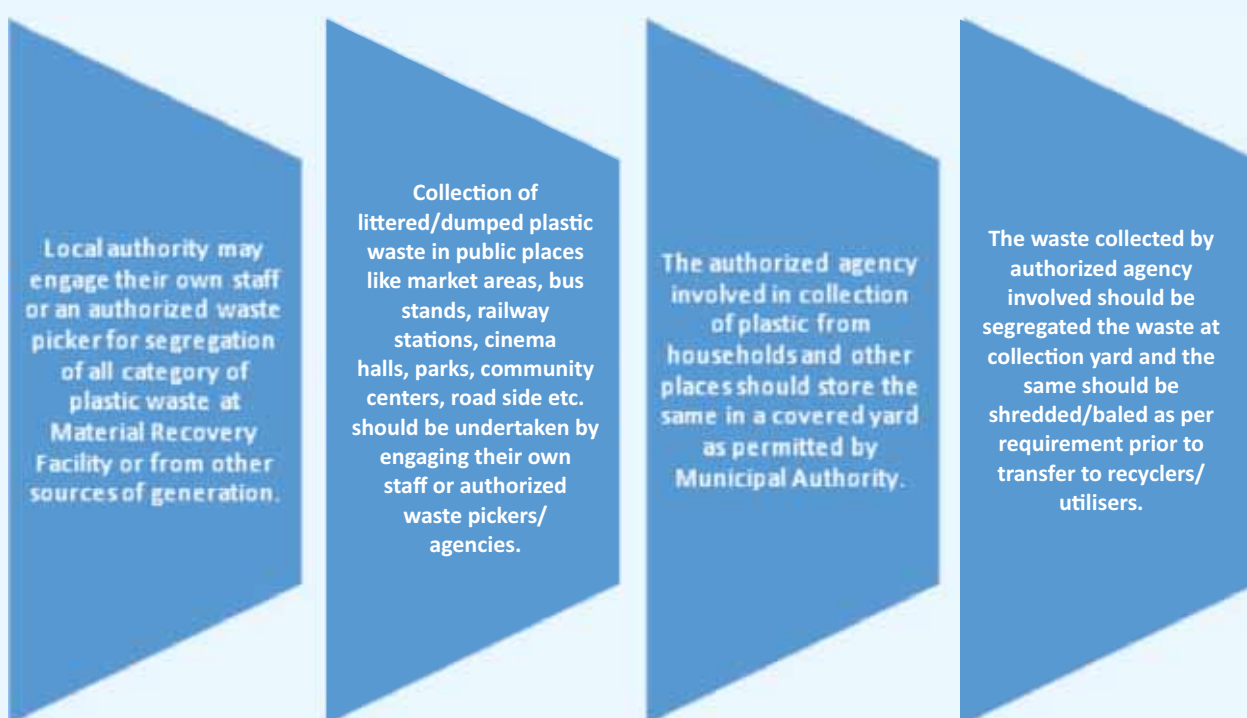 Local authority may
engage their own staff
or an authorized waste
picker for segregation
of all category of
plastic waste at
Material Recovery
Facility or from other
sources of generation.
Collection of
littered/dumped plastic
waste in public places
like market areas, bus
stands, railway
stations, cinema
halls, parks, community
centers, road side etc.
should be undertaken by
engaging their own
staff or authorized
waste pickers/
agencies.
The authorized agency
involved in collection
of plastic from
households and other
places should store the
same in a covered yard
as permitted by
Municipal Authority.
The waste collected by
authorized agency
involved should be
segregated the waste at
collection yard and the
same should be
shredded/baled as per
requirement prior to
transfer to recyclers/
utilisers.